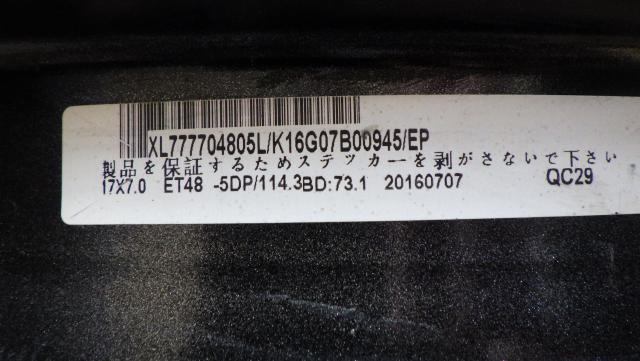 XL777704805L/K16G07B00945/EP
製品を保証するためステッカーを剥がさないで下さい
17X7.0 ET48 -5DP/114.3BD:73.1 20160707 QC29